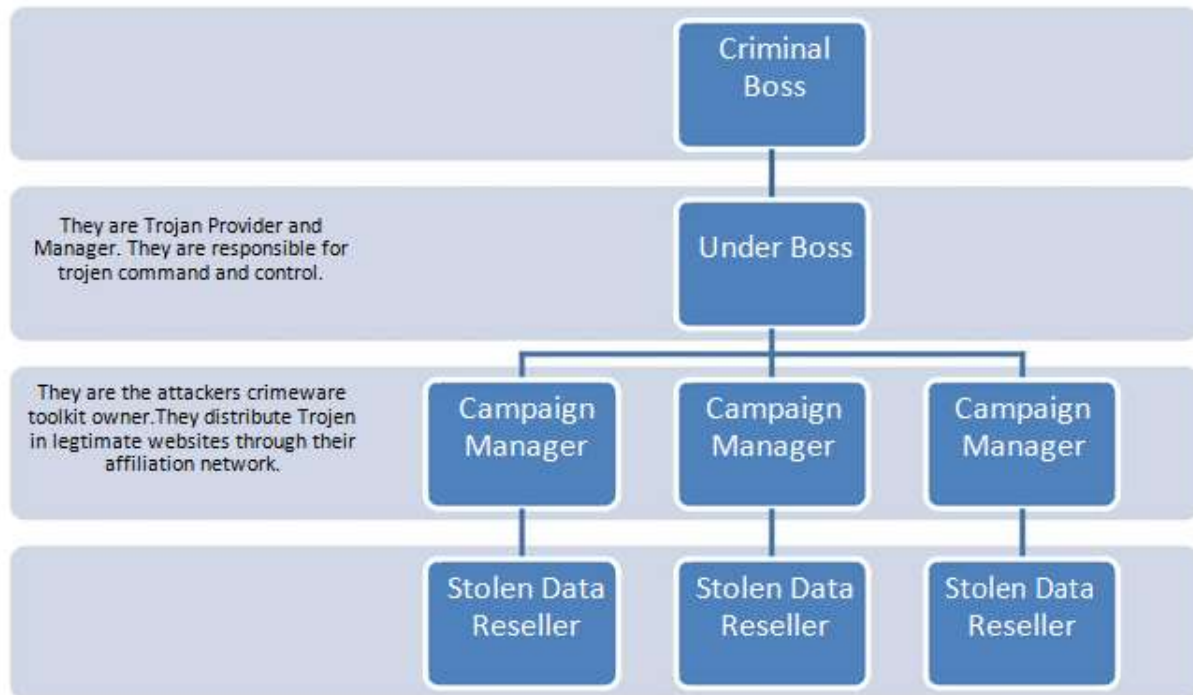 Criminal
Boss
They are Trojan Provider and
Manager. They are responsible for
trojen command and control.
Under Boss
They are the attackers crimeware
toolkit owner.They distribute Trojen
in legtimate websites through their
affiliation network.
Campaign
Manager
Campaign
Manager
Campaign
Manager
Stolen Data
Reseller
Stolen Data
Reseller
Stolen Data
Reseller